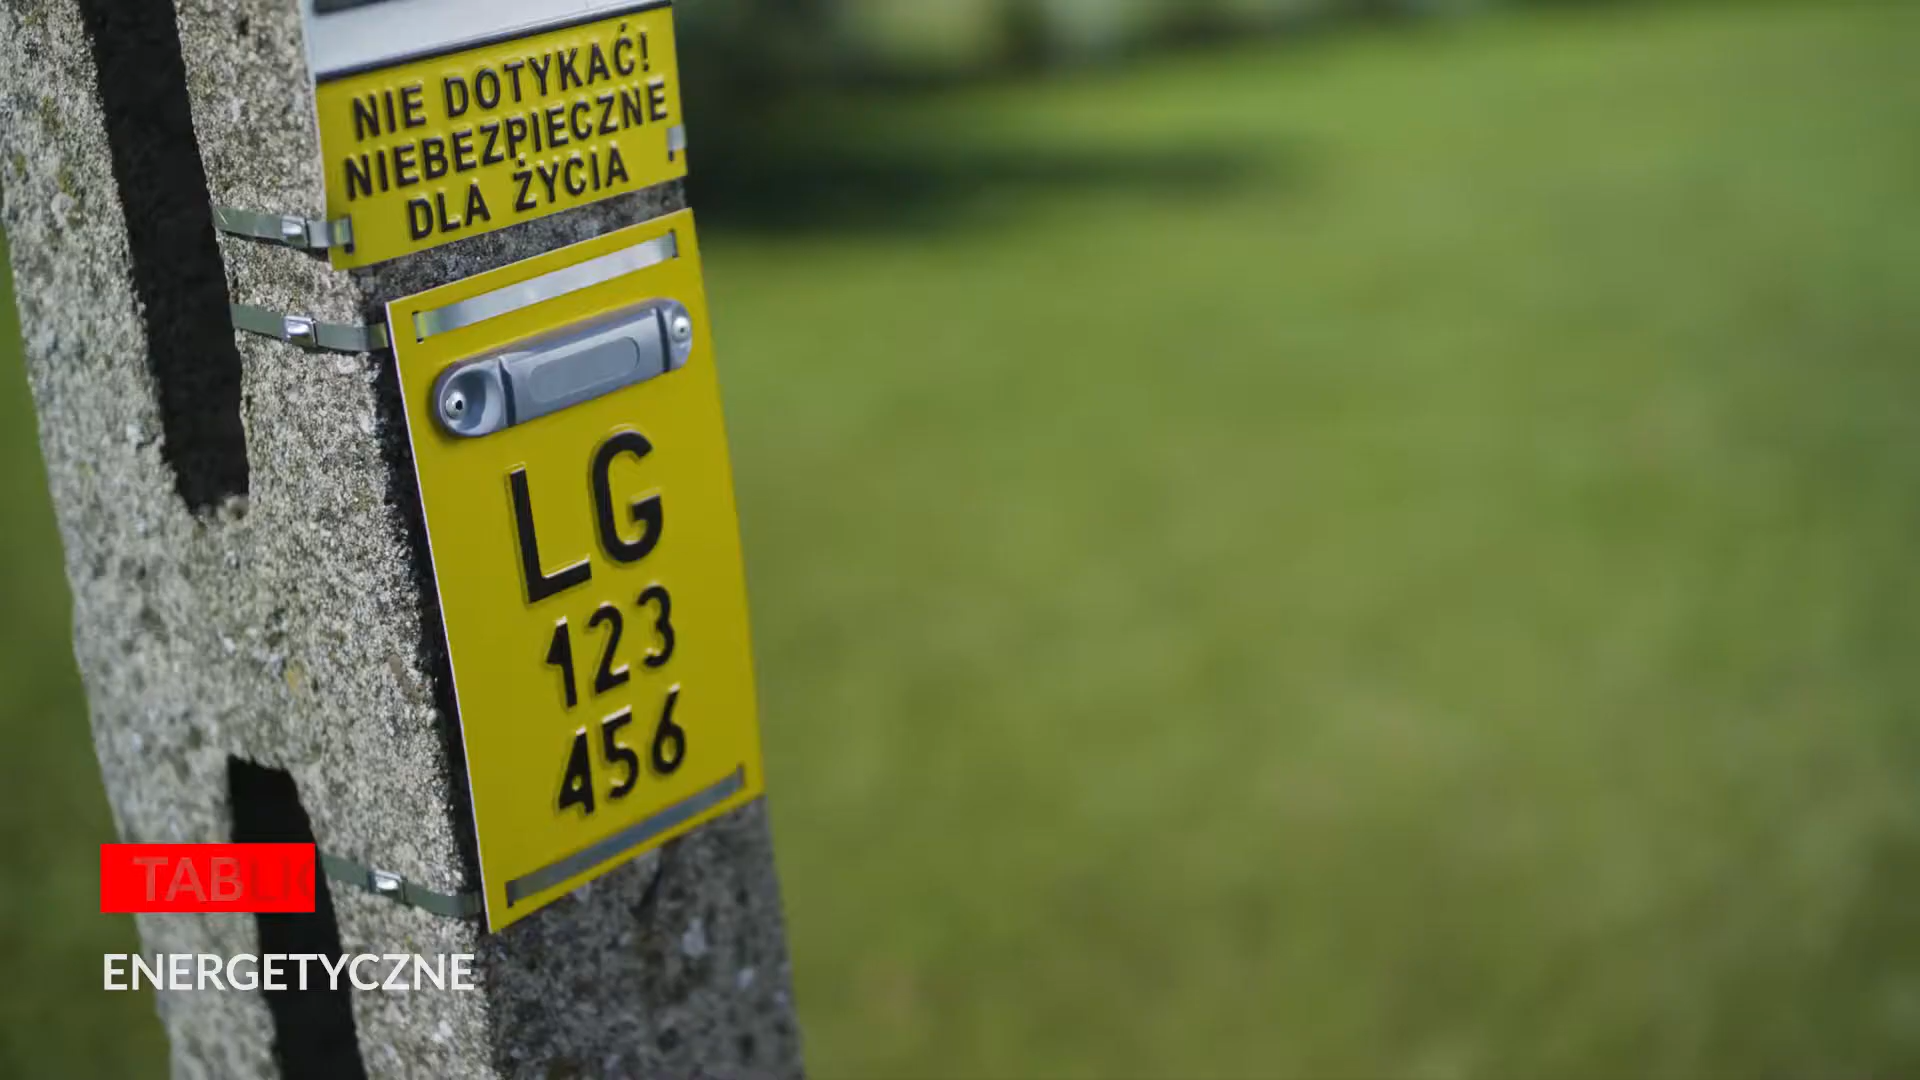 NIE DOTYKAĆ!
NIEBEZPIECZNE
DLA ŻYCIA
LG
123
456
ENERGETYCZNE